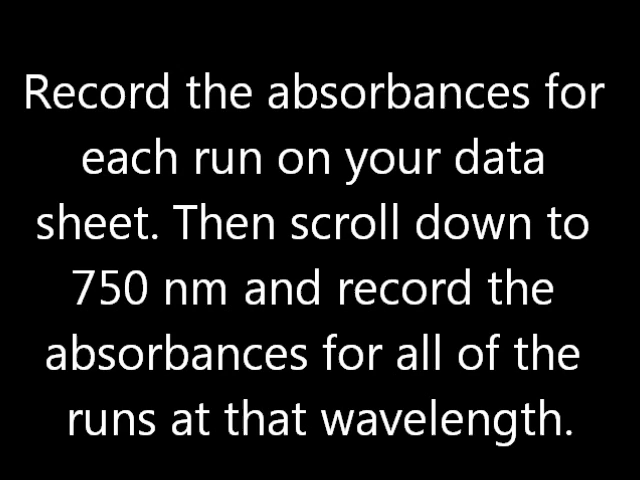 Record the absorbances for
each run on your data
sheet. Then scroll down to
750 nm and record the
absorbances for all of the
runs at that wavelength.